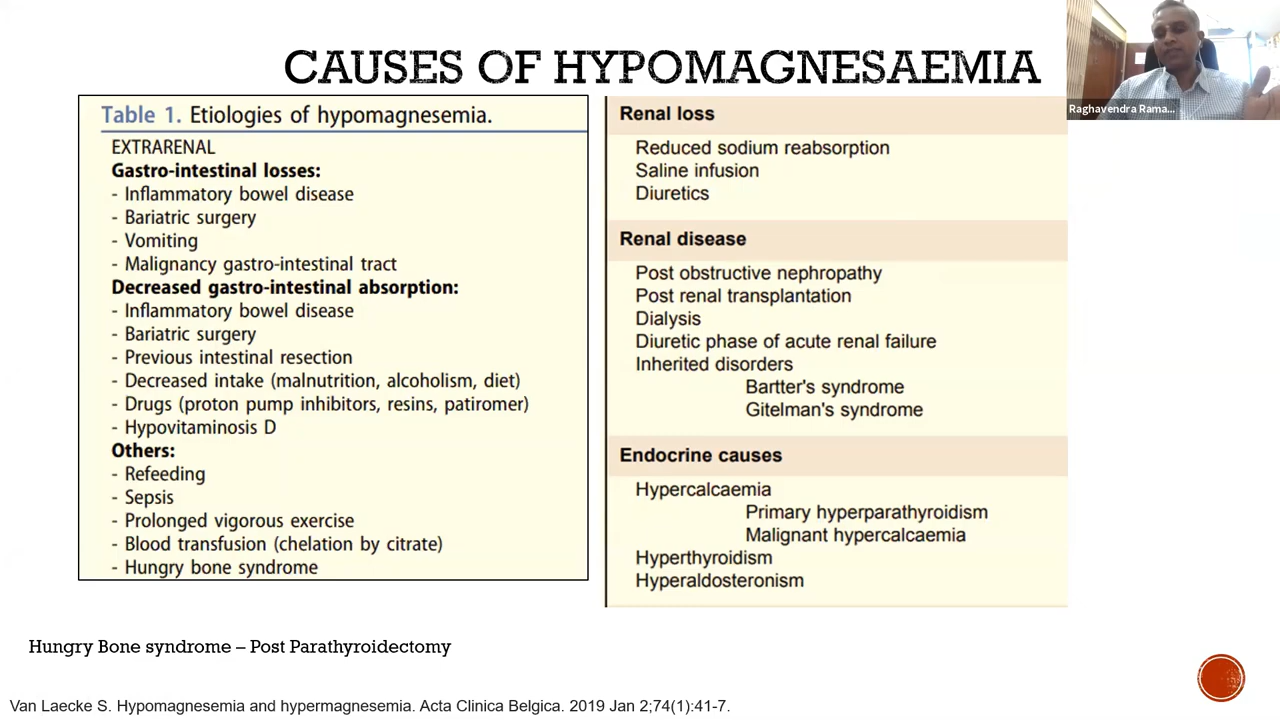 CAUSES OF HYPOMAGNESAEMIA
Raghavendra Rama...
Table 1. Etiologies of hypomagnesemia.
EXTRARENAL
Gastro-intestinal losses:
- Inflammatory bowel disease
- Bariatric surgery
- Vomiting
- Malignancy gastro-intestinal tract
Decreased gastro-intestinal absorption:
- Inflammatory bowel disease
- Bariatric surgery
- Previous intestinal resection
- Decreased intake (malnutrition, alcoholism, diet)
- Drugs (proton pump inhibitors, resins, patiromer)
- Hypovitaminosis D
Others:
- Refeeding
- Sepsis
- Prolonged vigorous exercise
- Blood transfusion (chelation by citrate)
- Hungry bone syndrome
Renal loss
Reduced sodium reabsorption
Saline infusion
Diuretics
Renal disease
Post obstructive nephropathy
Post renal transplantation
Dialysis
Diuretic phase of acute renal failure
Inherited disorders
Bartter's syndrome
Gitelman's syndrome
Endocrine causes
Hypercalcaemia
Primary hyperparathyroidism
Malignant hypercalcaemia
Hyperthyroidism
Hyperaldosteronism
Hungry Bone syndrome – Post Parathyroidectomy
Van Laecke S. Hypomagnesemia and hypermagnesemia. Acta Clinica Belgica. 2019 Jan 2;74(1):41-7.